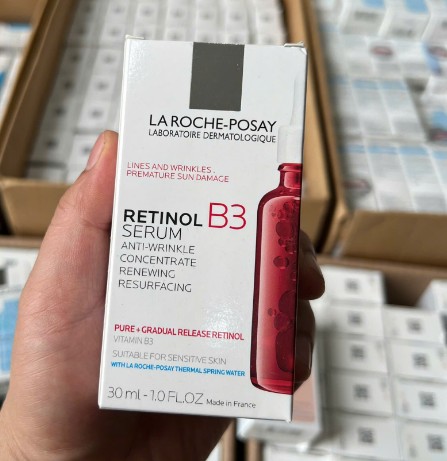 LA ROCHE-POSAY
LABORATOIRE DERMATOLOGIQUE
LINES AND WRINKLES.
PREMATURE SUN DAMAGE
RETINOL B3
SERUM
ANTI-WRINKLE
CONCENTRATE
RENEWING
RESURFACING
PURE + GRADUAL RELEASE RETINOL
VITAMIN B3
SUITABLE FOR SENSITIVE SKIN
WITH LA ROCHE-POSAY THERMAL SPRING WATER
30 ml - 1.0 FL.OZ Made in France